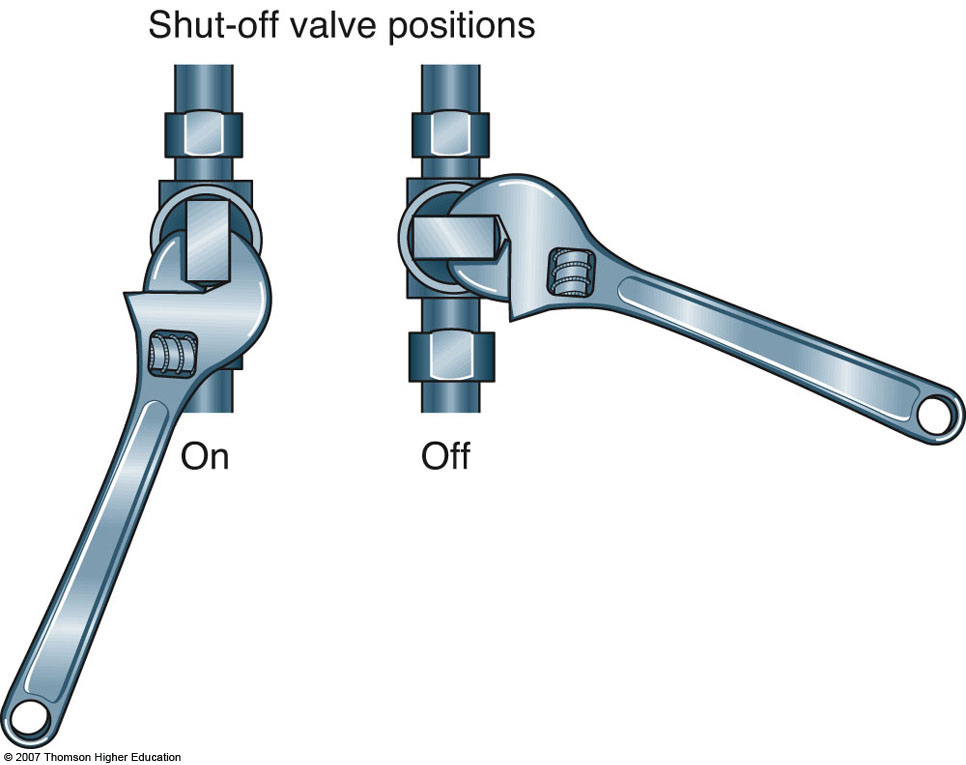 Shut-off valve positions
On
Off
© 2007 Thomson Higher Education